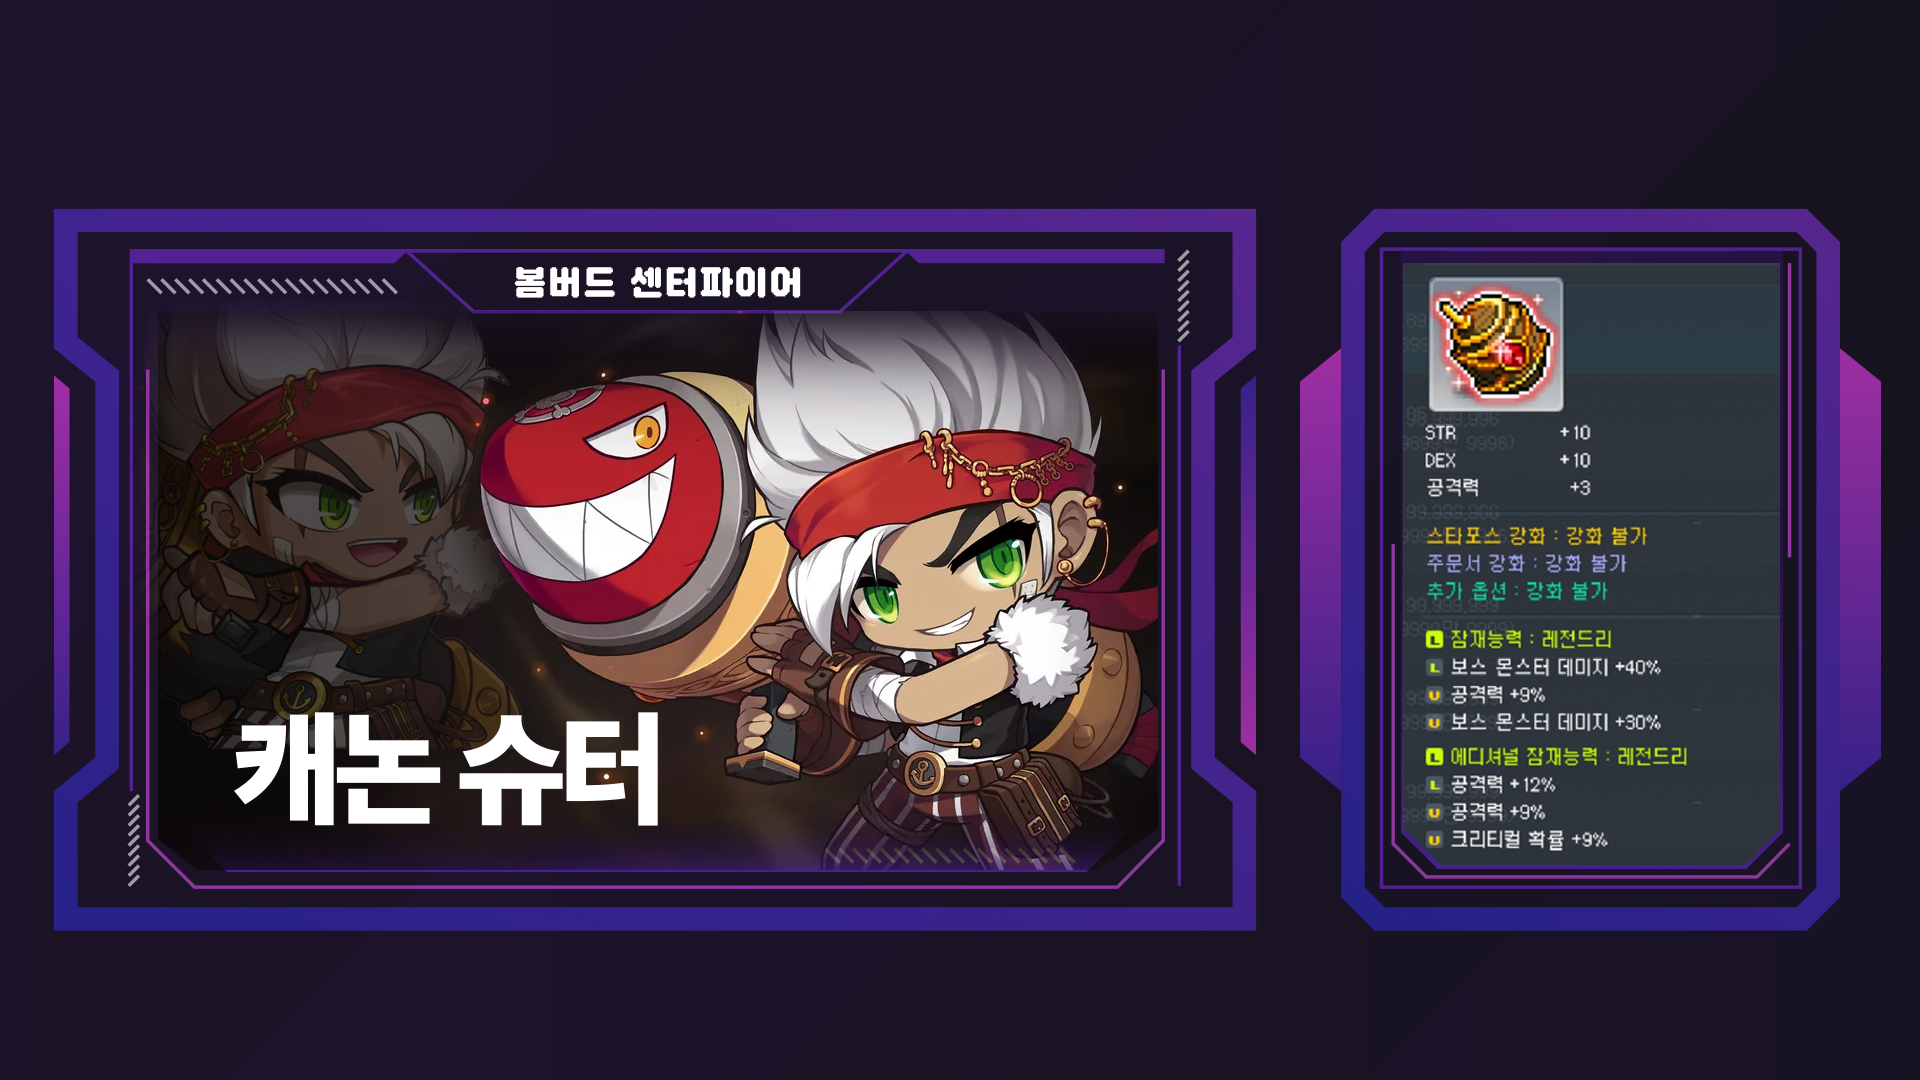 봄버드 센터파이어
캐논 슈터
STR +10
DEX +10
공격력 +3
스타포스 강화 : 강화 불가
주문서 강화 : 강화 불가
추가 옵션 : 강화 불가
L 잠재능력 : 레전드리
L 보스 몬스터 데미지 +40%
U 공격력 +9%
U 보스 몬스터 데미지 +30%
L 에디셔널 잠재능력 : 레전드리
L 공격력 +12%
U 공격력 +9%
U 크리티컬 확률 +9%